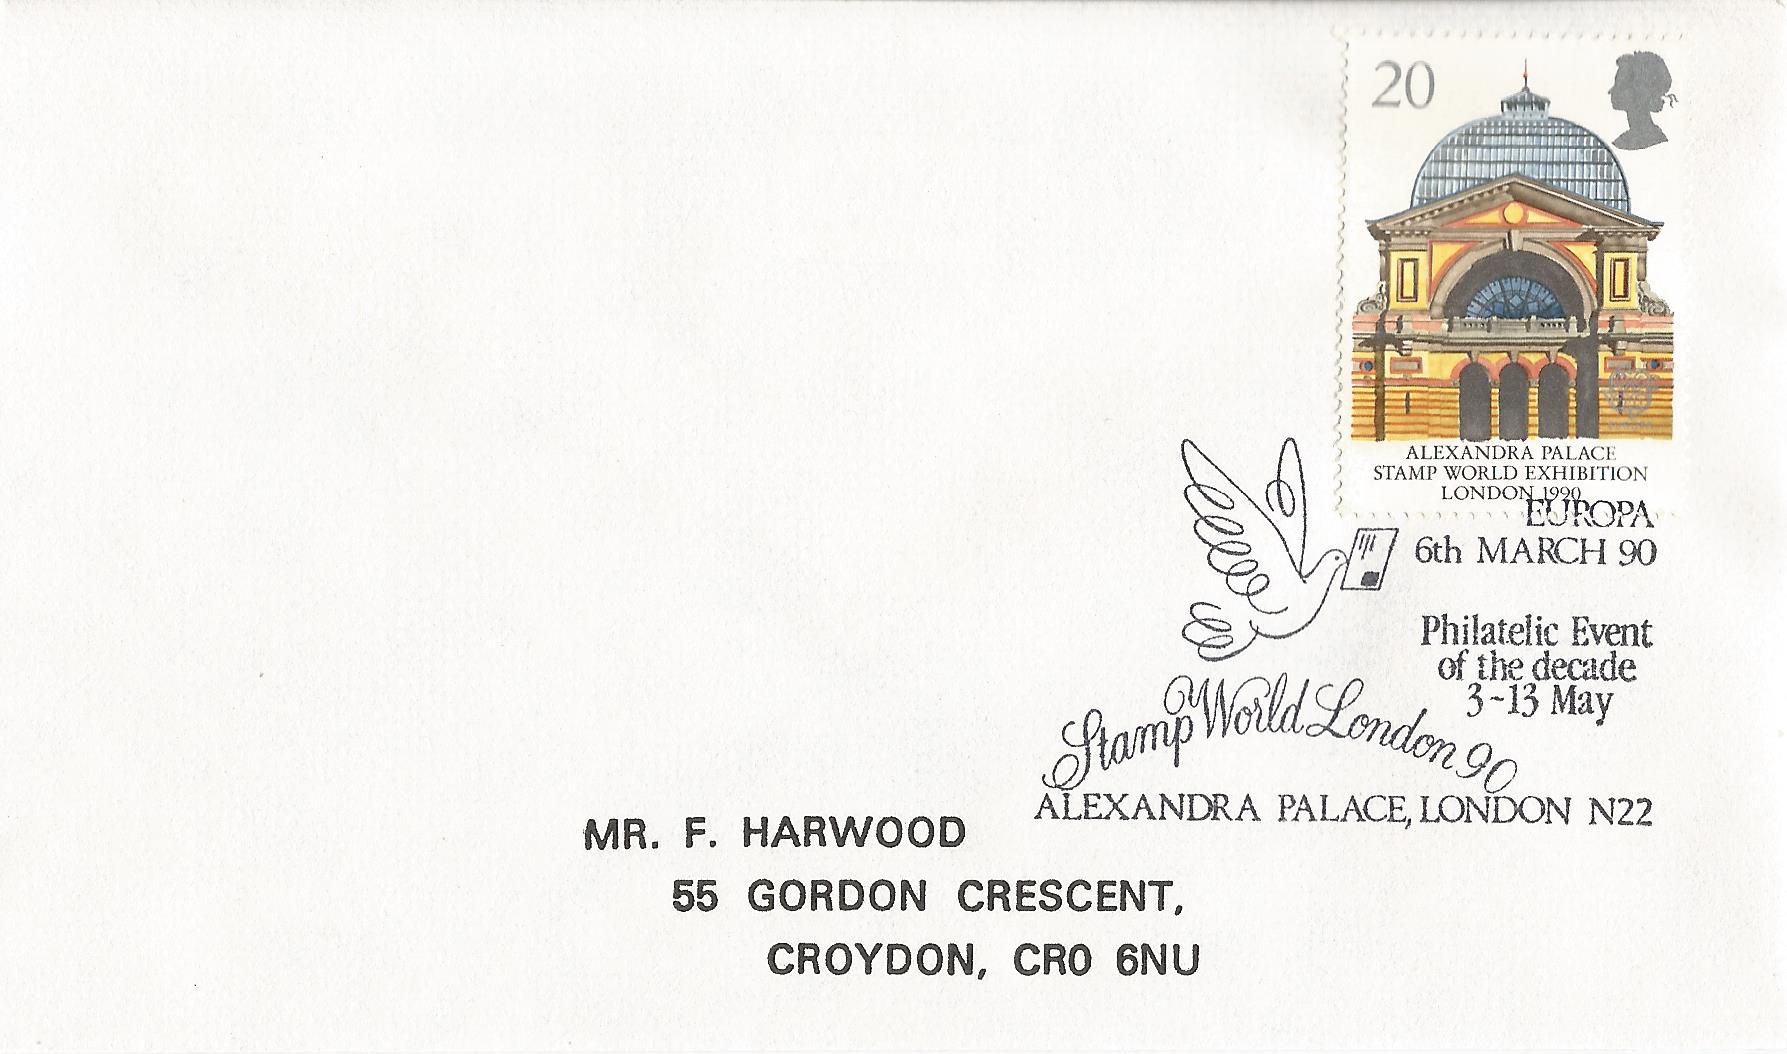 20
ALEXANDRA PALACE
STAMP WORLD EXHIBITION
LONDON 1990
EUROPA
6th MARCH 90
Philatelic Event
of the decade
3-13 May
Stamp World London 90
ALEXANDRA PALACE, LONDON N22
MR. F. HARWOOD
55 GORDON CRESCENT,
CROYDON, CR0 6NU